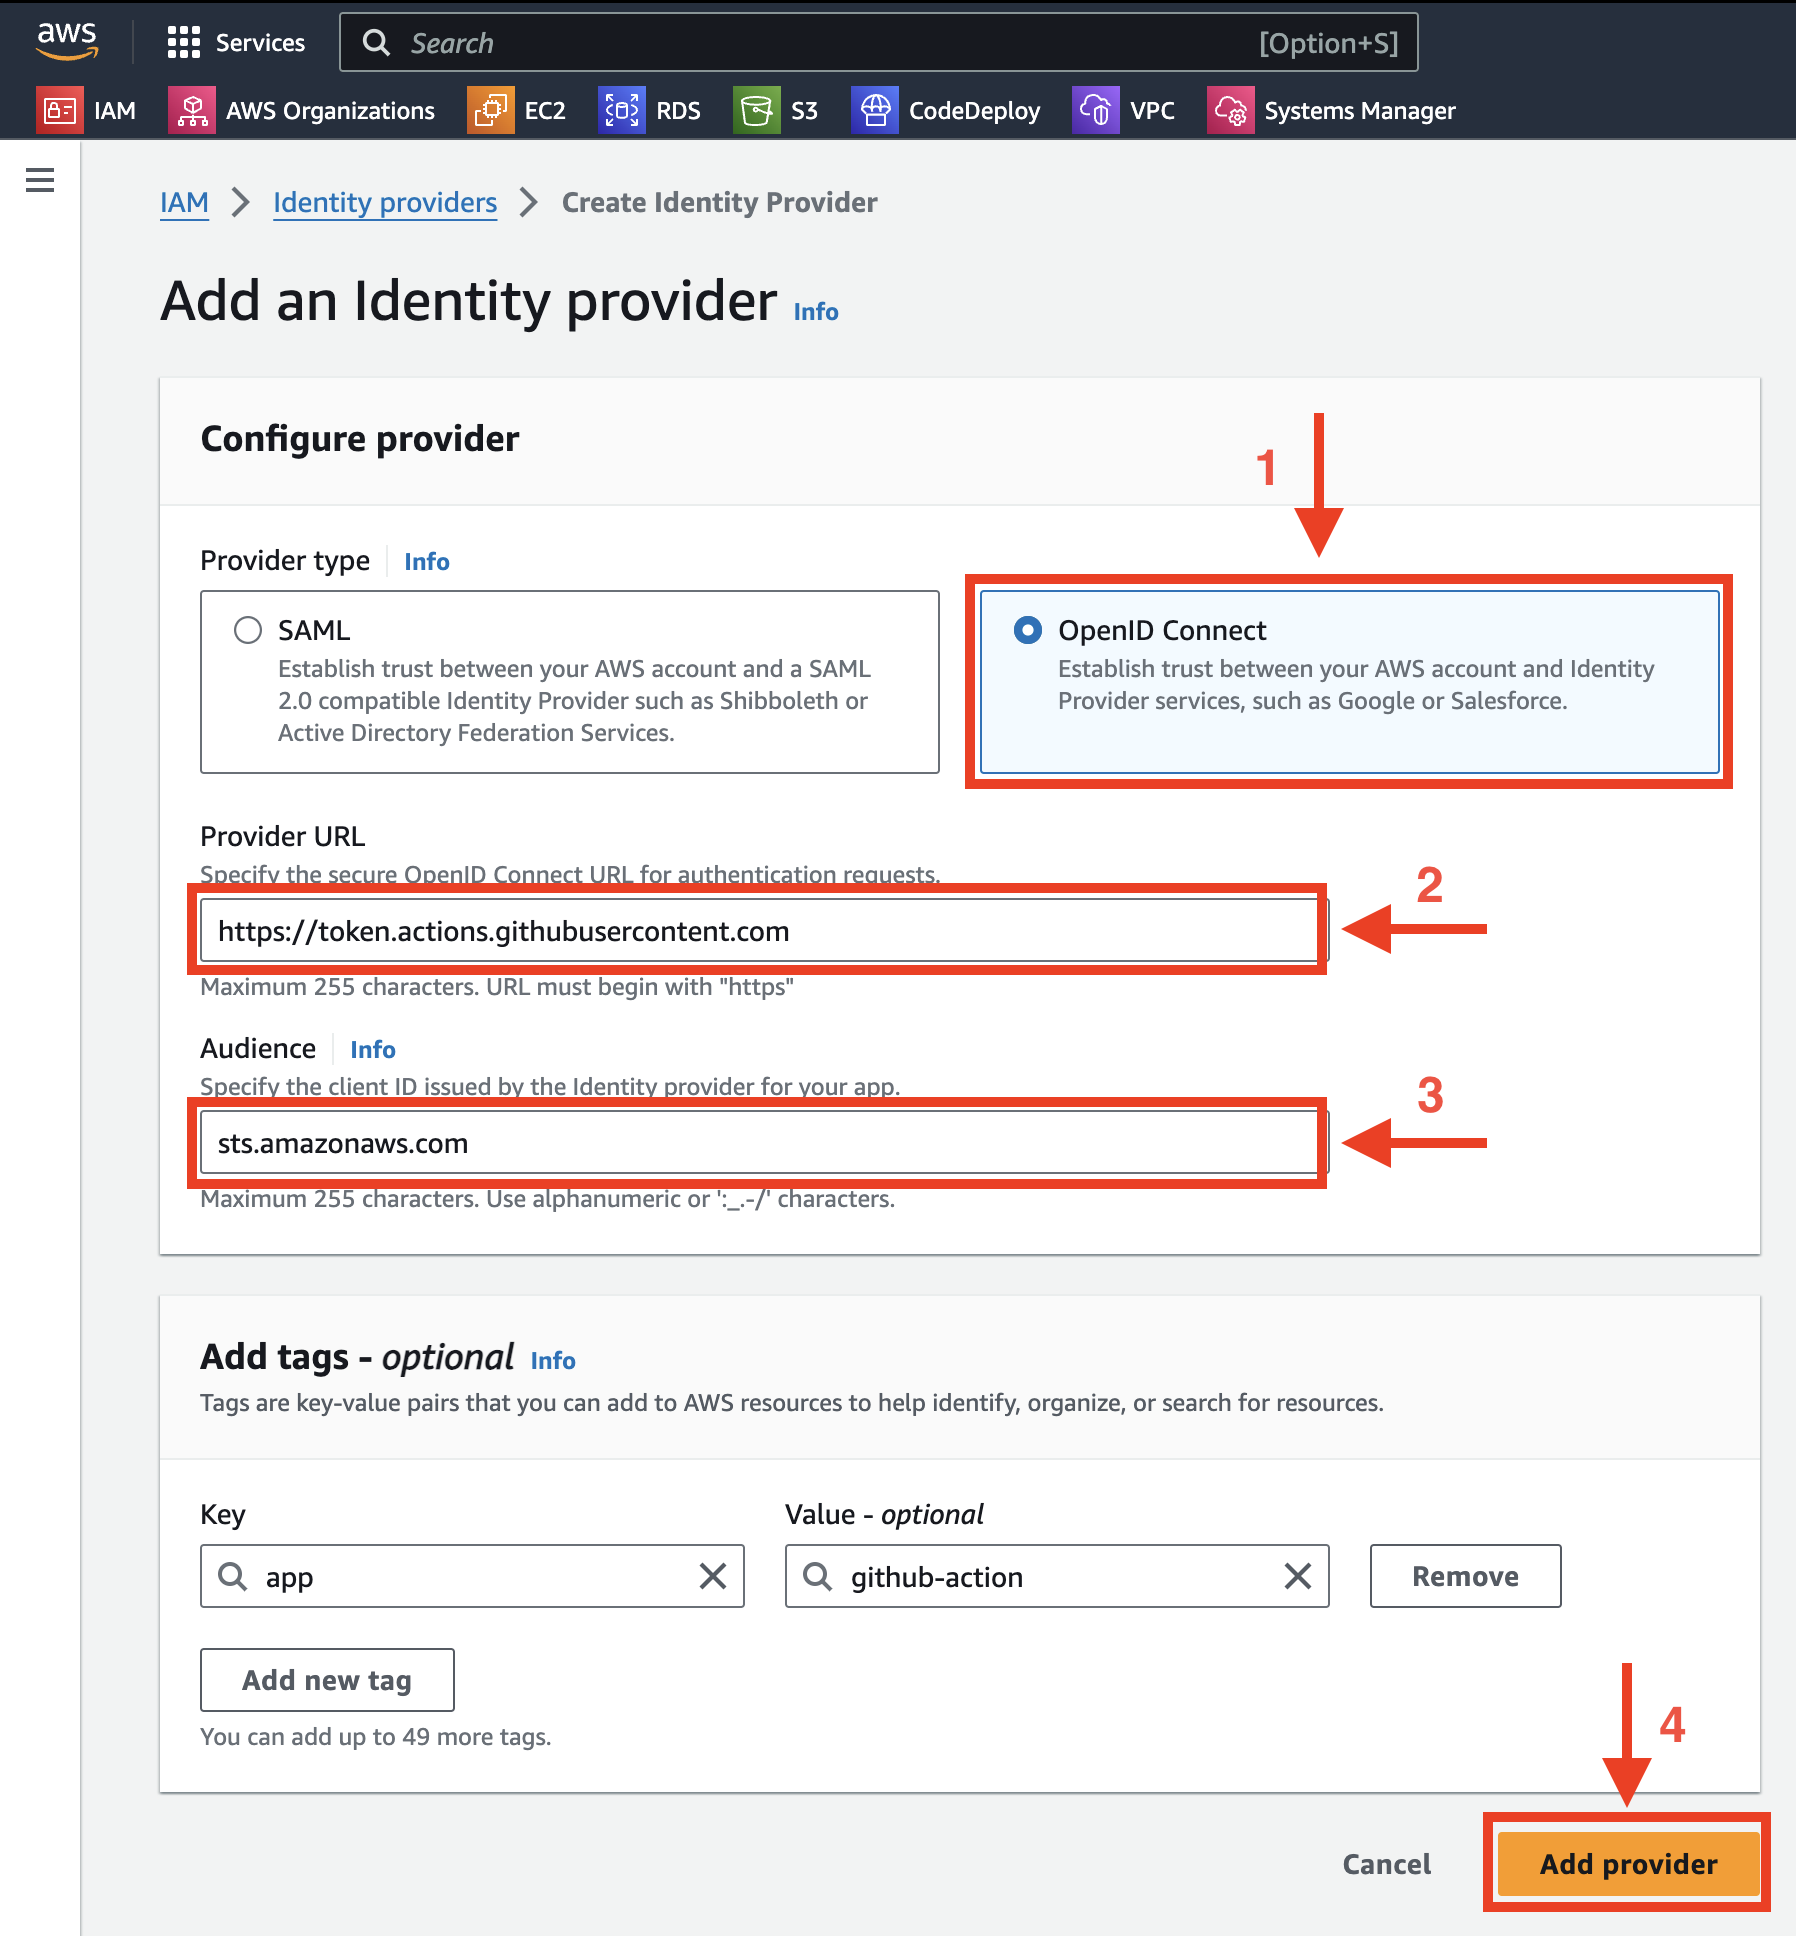 aws Services Search [Option+S]
IAM AWS Organizations EC2 RDS S3 CodeDeploy VPC Systems Manager
IAM Identity providers Create Identity Provider
Add an Identity provider Info
Configure provider
1
Provider type Info
SAML
Establish trust between your AWS account and a SAML
2.0 compatible Identity Provider such as Shibboleth or
Active Directory Federation Services.
OpenID Connect
Establish trust between your AWS account and Identity
Provider services, such as Google or Salesforce.
Provider URL
Specify the secure OpenID Connect URL for authentication requests.
2
https://token.actions.githubusercontent.com
Maximum 255 characters. URL must begin with "https"
Audience Info
Specify the client ID issued by the Identity provider for your app.
3
sts.amazonaws.com
Maximum 255 characters. Use alphanumeric or ':_.-/' characters.
Add tags - optional Info
Tags are key-value pairs that you can add to AWS resources to help identify, organize, or search for resources.
Key Value - optional
app github-action Remove
Add new tag
You can add up to 49 more tags.
4
Cancel Add provider